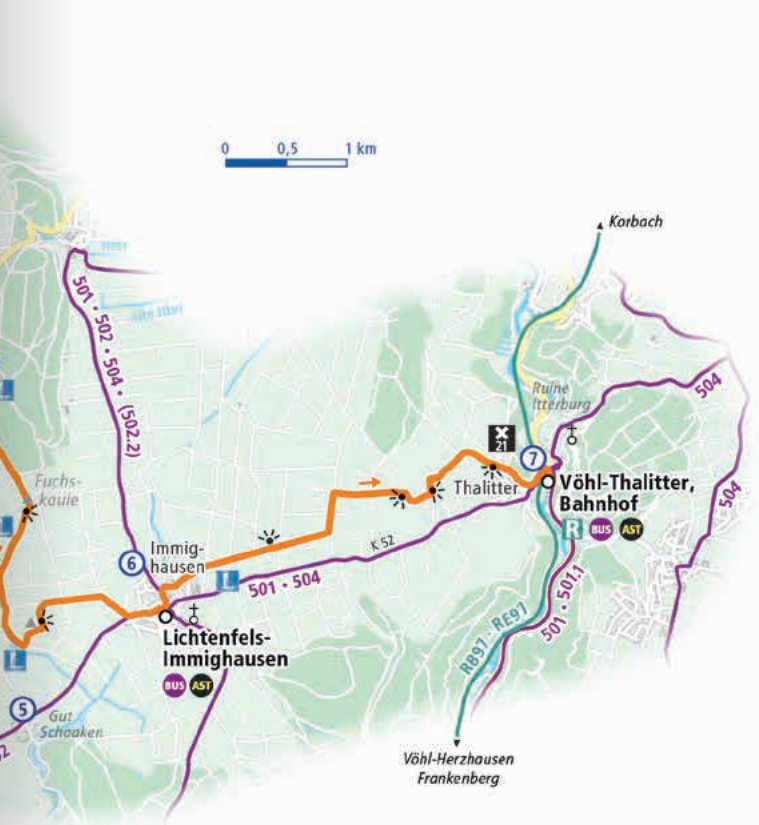 0 0,5 1 km
Korbach
501 • 502 • 504 • (502.2)
504
Ruine
Itterburg
21
7
Thalitter
Vöhl-Thalitter,
Bahnhof
R BUS AST
504
Fuchs-
kaule
K 52
6
Immig-
hausen
L
501 • 504
501 • 501.1
RB97 • RE97
Lichtenfels-
Immighausen
BUS AST
L
5
Gut
Schaaken
Vöhl-Herzhausen
Frankenberg